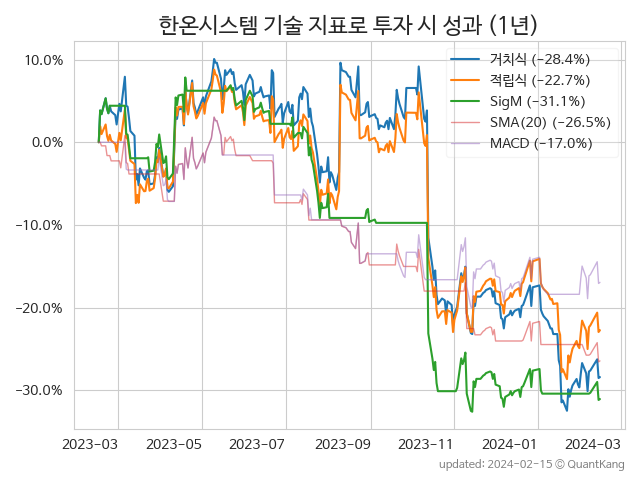 한온시스템 기술 지표로 투자 시 성과 (1년)
10.0%
0.0%
−10.0%
−20.0%
−30.0%
거치식 (−28.4%)
적립식 (−22.7%)
SigM (−31.1%)
SMA(20) (−26.5%)
MACD (−17.0%)
2023-03 2023-05 2023-07 2023-09 2023-11 2024-01 2024-03
updated: 2024-02-15 © QuantKang